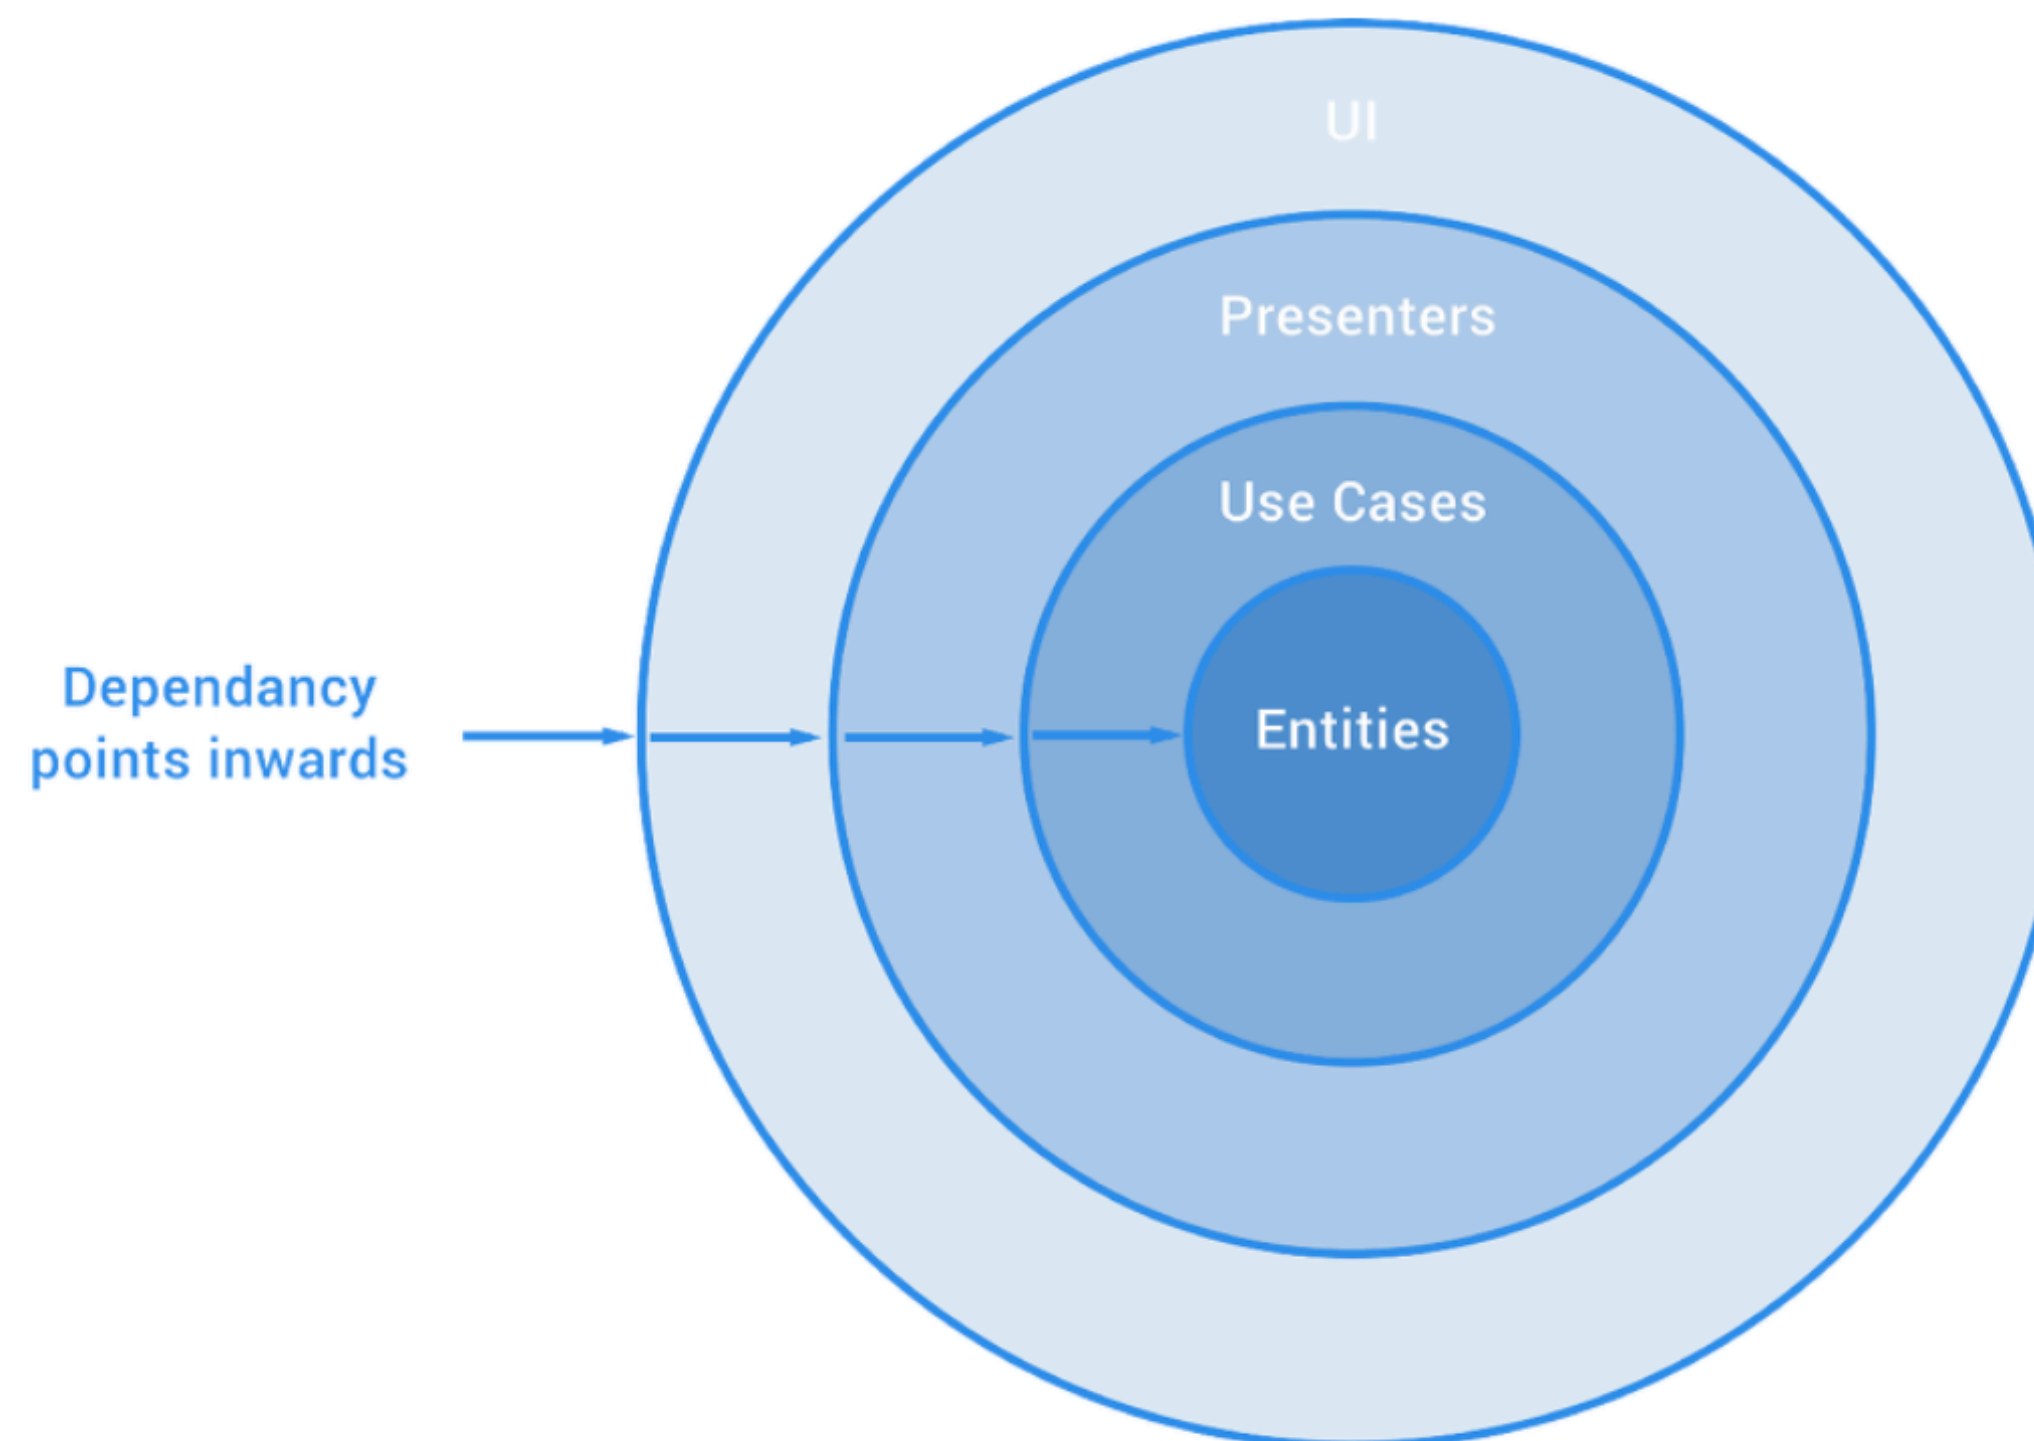 UI
Presenters
Use Cases
Entities
Dependancy
points inwards